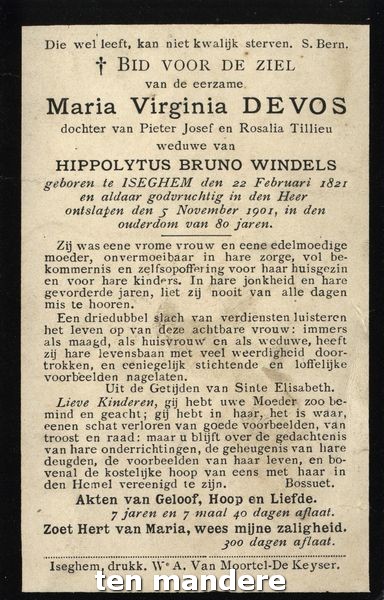 Die wel leeft, kan niet kwalijk sterven. S. Bern.
† BID VOOR DE ZIEL
van de eerzame
Maria Virginia DEVOS
dochter van Pieter Josef en Rosalia Tillieu
weduwe van
HIPPOLYTUS BRUNO WINDELS
geboren te ISEGHEM den 22 Februari 1821
en aldaar godvruchtig in den Heer
ontslapen den 5 November 1901, in den
ouderdom van 80 jaren.
Zij was eene vrome vrouw en eene edelmoedige
moeder, onvermoeibaar in hare zorge, vol be-
kommernis en zelfsopoffering voor haar huisgezin
en voor hare kinders. In hare jonkheid en hare
gevorderde jaren, liet zij nooit van alle dagen
mis te hooren.
Een driedubbel slach van verdiensten luisteren
het leven op van deze achtbare vrouw: immers
als maagd, als huisvrouw en als weduwe, heeft
zij hare levensbaan met veel weerdigheid door-
trokken, en eeniegelijk stichtende en loffelijke
voorbeelden nagelaten.
Uit de Getijden van Sinte Elisabeth.
Lieve Kinderen, gij hebt uwe Moeder zoo be-
mind en geacht; gij hebt in haar, het is waar,
eenen schat verloren van goede voorbeelden, van
troost en raad: maar u blijft over de gedachtenis
van hare onderrichtingen, de geheugenis van hare
deugden, de voorbeelden van haar leven, en bo-
venal de kostelijke hoop van eens met haar in
den Hemel vereenigd te zijn. Bossuet.
Akten van Geloof, Hoop en Liefde.
7 jaren en 7 maal 40 dagen aflaat.
Zoet Hert van Maria, wees mijne zaligheid.
300 dagen aflaat.
Iseghem, drukk. We A. Van Moortel-De Keyser.
ten mandere